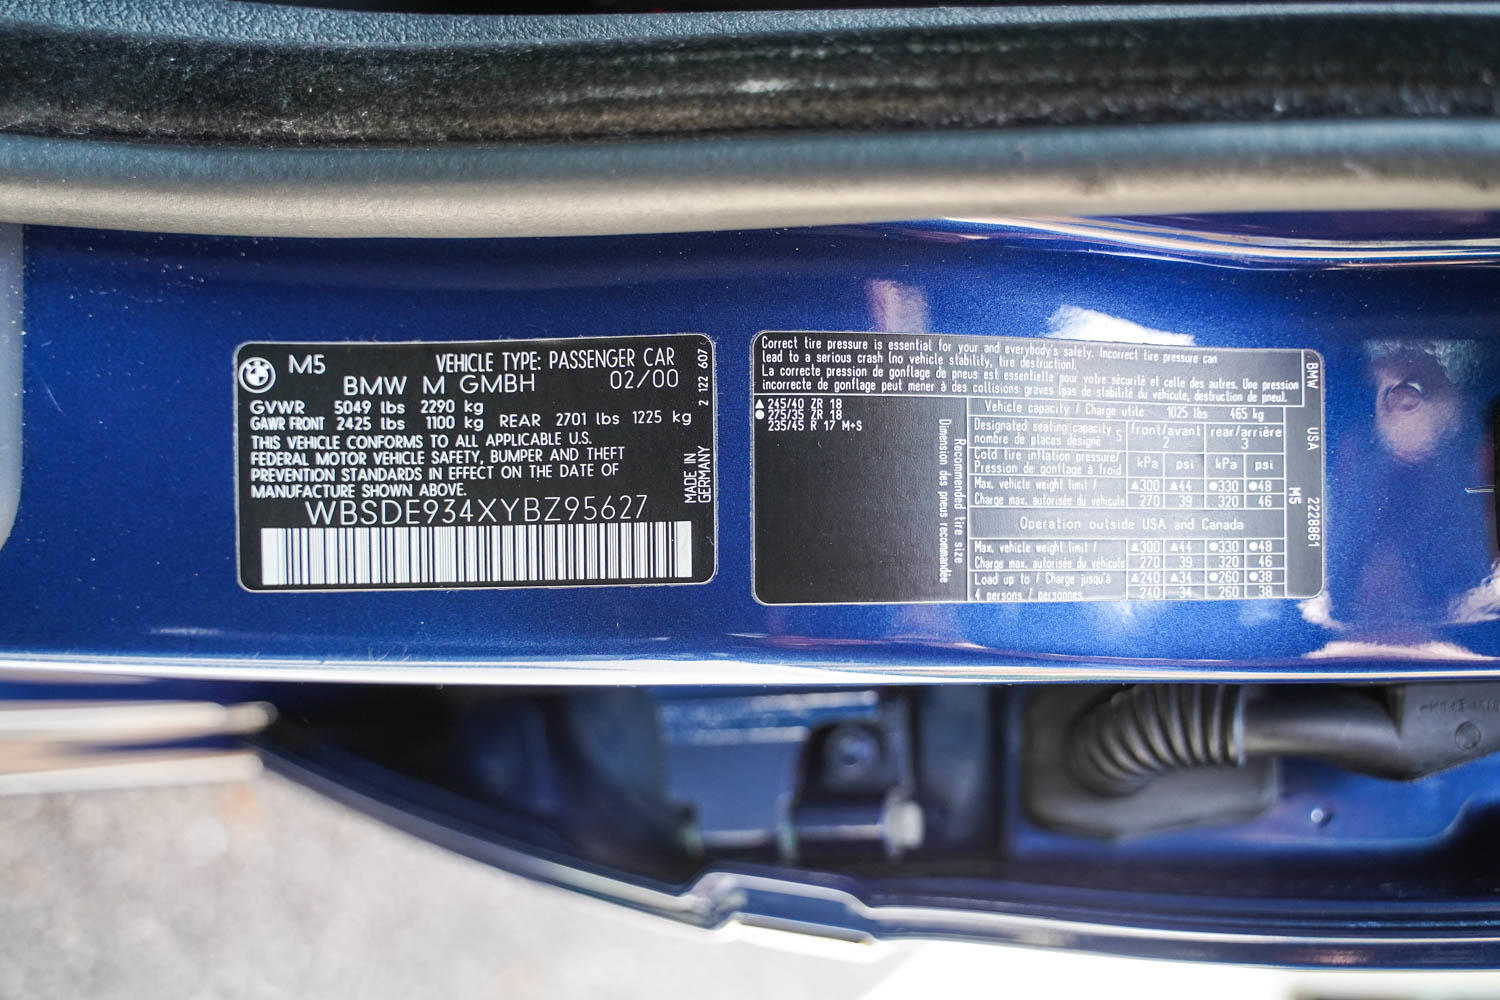 M5 VEHICLE TYPE: PASSENGER CAR
BMW M GMBH 02/00
GVWR 5049 lbs 2290 kg
GAWR FRONT 2425 lbs 1100 kg REAR 2701 lbs 1225 kg
THIS VEHICLE CONFORMS TO ALL APPLICABLE U.S.
FEDERAL MOTOR VEHICLE SAFETY, BUMPER AND THEFT
PREVENTION STANDARDS IN EFFECT ON THE DATE OF
MANUFACTURE SHOWN ABOVE.
WBSDE934XYBZ95627
2 122 607
MADE IN
GERMANY
Correct tire pressure is essential for your and everybody's safety. Incorrect tire pressure can
lead to a serious crash (no vehicle stability, tire destruction).
La correcte pression de gonflage de pneus est essentielle pour votre sécurité et celle des autres. Une pression
incorrecte de gonflage peut mener à des collisions graves (pas de stabilité du véhicule, destruction de pneu).
▲ 245/40 ZR 18
● 275/35 ZR 18
235/45 R 17 M+S
Recommended tire size
Dimension des pneus recommandée
Vehicle capacity / Charge utile 1025 lbs 465 kg
Designated seating capacity 5 front/avant rear/arrière
nombre de places désigné 2 3
Cold tire inflation pressure/ kPa psi kPa psi
Pression de gonflage à froid
Max. vehicle weight limit / ▲300 ▲44 ●330 ●48
Charge max. autorisée du véhicule 270 39 320 46
Operation outside USA and Canada
Max. vehicle weight limit / ▲300 ▲44 ●330 ●48
Charge max. autorisée du véhicule 270 39 320 46
Load up to / Charge jusqu'à ▲240 ▲34 ●260 ●38
4 persons / personnes 240 34 260 38
BMW USA 2228861
M5